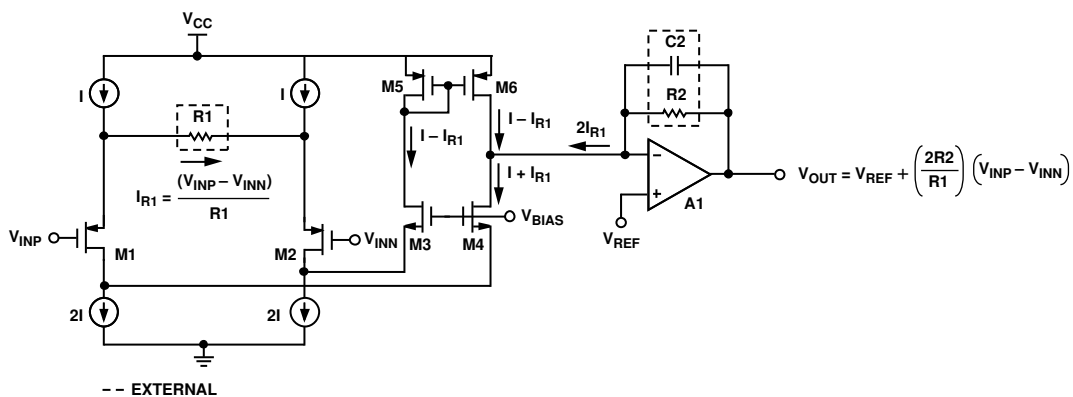 VCC
C2
M5
M6
R2
I
I
R1
I – IR1
I – IR1
2IR1
IR1 = (VINP – VINN) / R1
I + IR1
VOUT = VREF + (2R2 / R1) (VINP – VINN)
–
+
A1
VBIAS
VREF
VINP
M1
M2
VINN
M3
M4
2I
2I
-- EXTERNAL